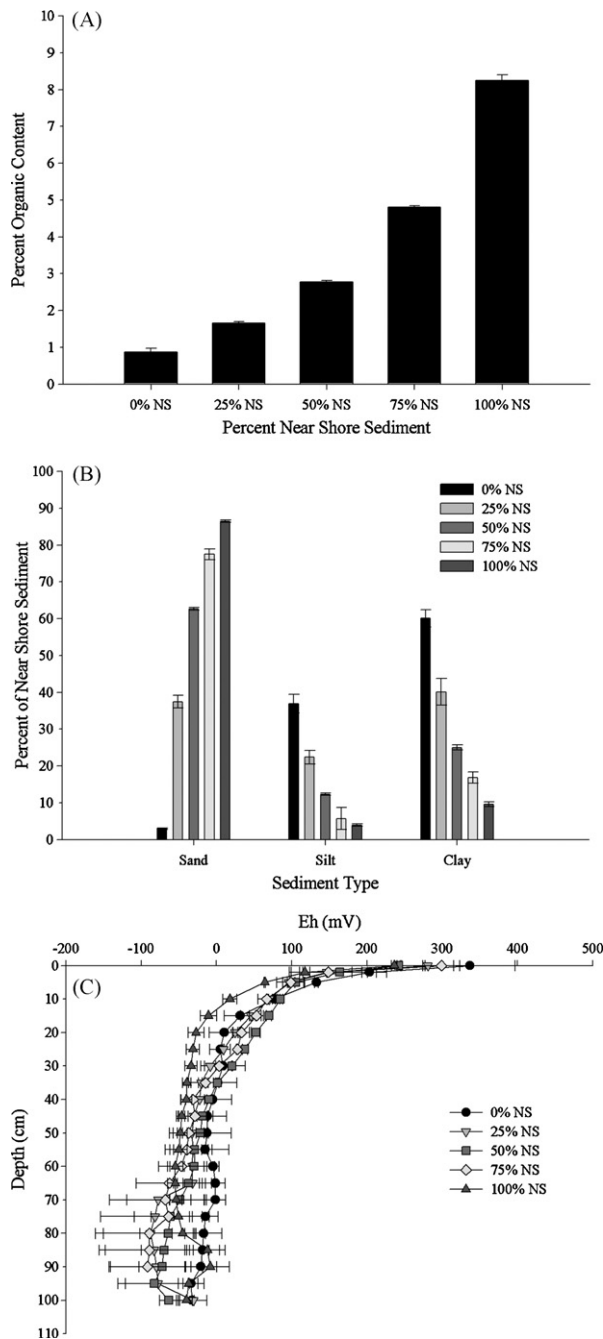 (A)
10
9
8
7
6
5
4
3
2
1
0
Percent Organic Content
0% NS 25% NS 50% NS 75% NS 100% NS
Percent Near Shore Sediment
(B)
100
90
80
70
60
50
40
30
20
10
0
Percent of Near Shore Sediment
0% NS
25% NS
50% NS
75% NS
100% NS
Sand Silt Clay
Sediment Type
Eh (mV)
-200 -100 0 100 200 300 400 500
(C)
0
10
20
30
40
50
60
70
80
90
100
110
Depth (cm)
0% NS
25% NS
50% NS
75% NS
100% NS